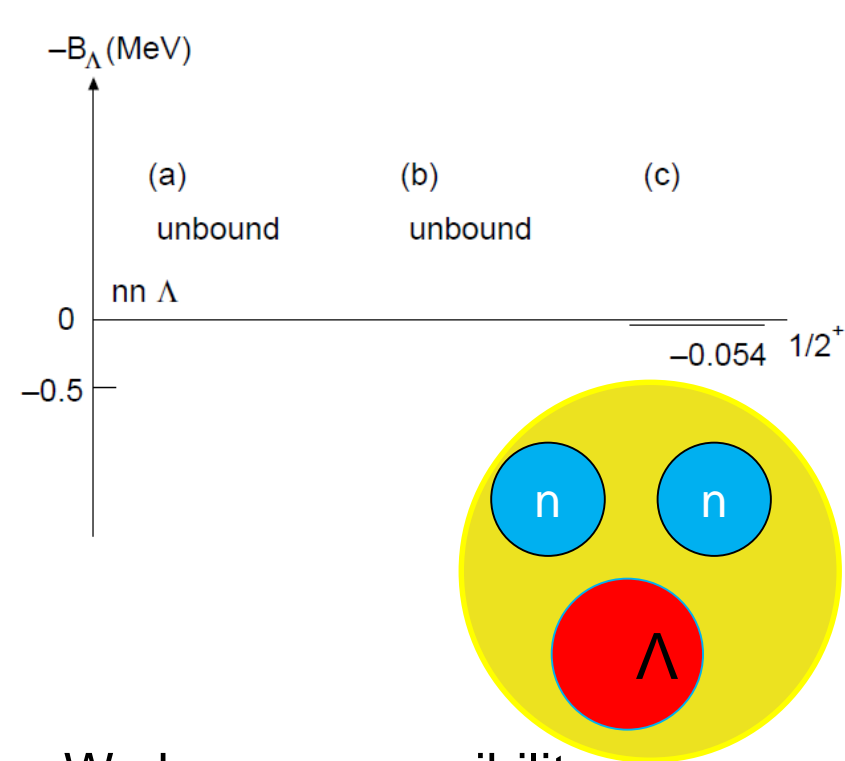 –B_Λ (MeV)
(a) (b) (c)
unbound unbound
nn Λ
0
–0.054 1/2⁺
–0.5
n n
Λ